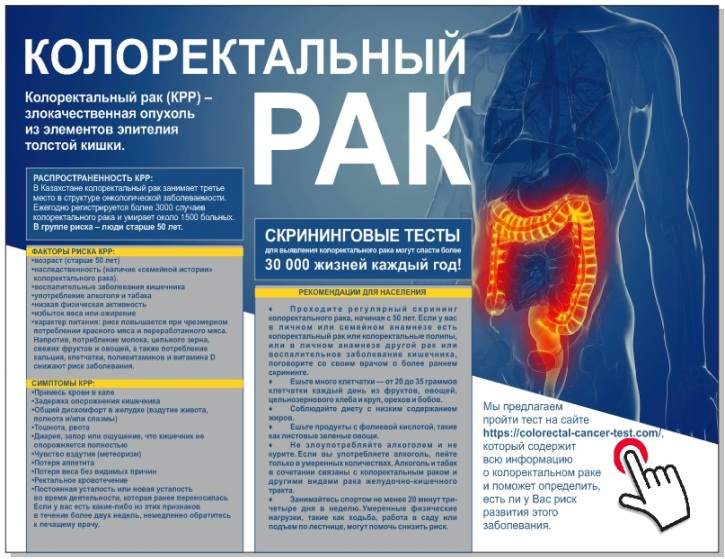 КОЛОРЕКТАЛЬНЫЙ
РАК
Колоректальный рак (КРР) –
злокачественная опухоль
из элементов эпителия
толстой кишки.
РАСПРОСТРАНЕННОСТЬ КРР:
В Казахстане колоректальный рак занимает третье
место в структуре онкологической заболеваемости.
Ежегодно регистрируется более 3000 случаев
колоректального рака и умирает около 1500 больных.
В группе риска – люди старше 50 лет.
ФАКТОРЫ РИСКА КРР:
•возраст (старше 50 лет)
•наследственность (наличие «семейной истории»
колоректального рака).
•воспалительные заболевания кишечника
•употребление алкоголя и табака
•низкая физическая активность
•избыток веса или ожирение
•характер питания: риск повышается при чрезмерном
потреблении красного мяса и переработанного мяса.
Напротив, потребление молока, цельного зерна,
свежих фруктов и овощей, а также потребление
кальция, клетчатки, поливитаминов и витамина D
снижают риск заболевания.
СИМПТОМЫ КРР:
•Примесь крови в кале
•Задержка опорожнения кишечника
•Общий дискомфорт в желудке (вздутие живота,
полнота и/или спазмы)
•Тошнота, рвота
•Диарея, запор или ощущение, что кишечник не
опорожняется полностью
•Чувство вздутия (метеоризм)
•Потеря аппетита
•Потеря веса без видимых причин
•Ректальное кровотечение
•Постоянная усталость или новая усталость
во время деятельности, которая ранее переносилась
Если у вас есть какие-либо из этих признаков
в течение более двух недель, немедленно обратитесь
к лечащему врачу.
СКРИНИНГОВЫЕ ТЕСТЫ
для выявления колоректального рака могут спасти более
30 000 жизней каждый год!
РЕКОМЕНДАЦИИ ДЛЯ НАСЕЛЕНИЯ
♦ Проходите регулярный скрининг
колоректального рака, начиная с 50 лет. Если у вас
в личном или семейном анамнезе есть
колоректальный рак или колоректальные полипы,
или в личном анамнезе другой рак или
воспалительное заболевание кишечника,
поговорите со своим врачом о более раннем
скрининге.
♦ Ешьте много клетчатки — от 20 до 35 граммов
клетчатки каждый день из фруктов, овощей,
цельнозернового хлеба и круп, орехов и бобов.
♦ Соблюдайте диету с низким содержанием
жиров.
♦ Ешьте продукты с фолиевой кислотой, такие
как листовые зеленые овощи.
♦ Не злоупотребляйте алкоголем и не
курите. Если вы употребляете алкоголь, пейте
только в умеренных количествах. Алкоголь и табак
в сочетании связаны с колоректальным раком и
другими видами рака желудочно-кишечного
тракта.
♦ Занимайтесь спортом не менее 20 минут три-
четыре дня в неделю. Умеренные физические
нагрузки, такие как ходьба, работа в саду или
подъем по лестнице, могут помочь снизить риск.
Мы предлагаем
пройти тест на сайте
https://colorectal-cancer-test.com/,
который содержит
всю информацию
о колоректальном раке
и поможет определить,
есть ли у Вас риск
развития этого
заболевания.